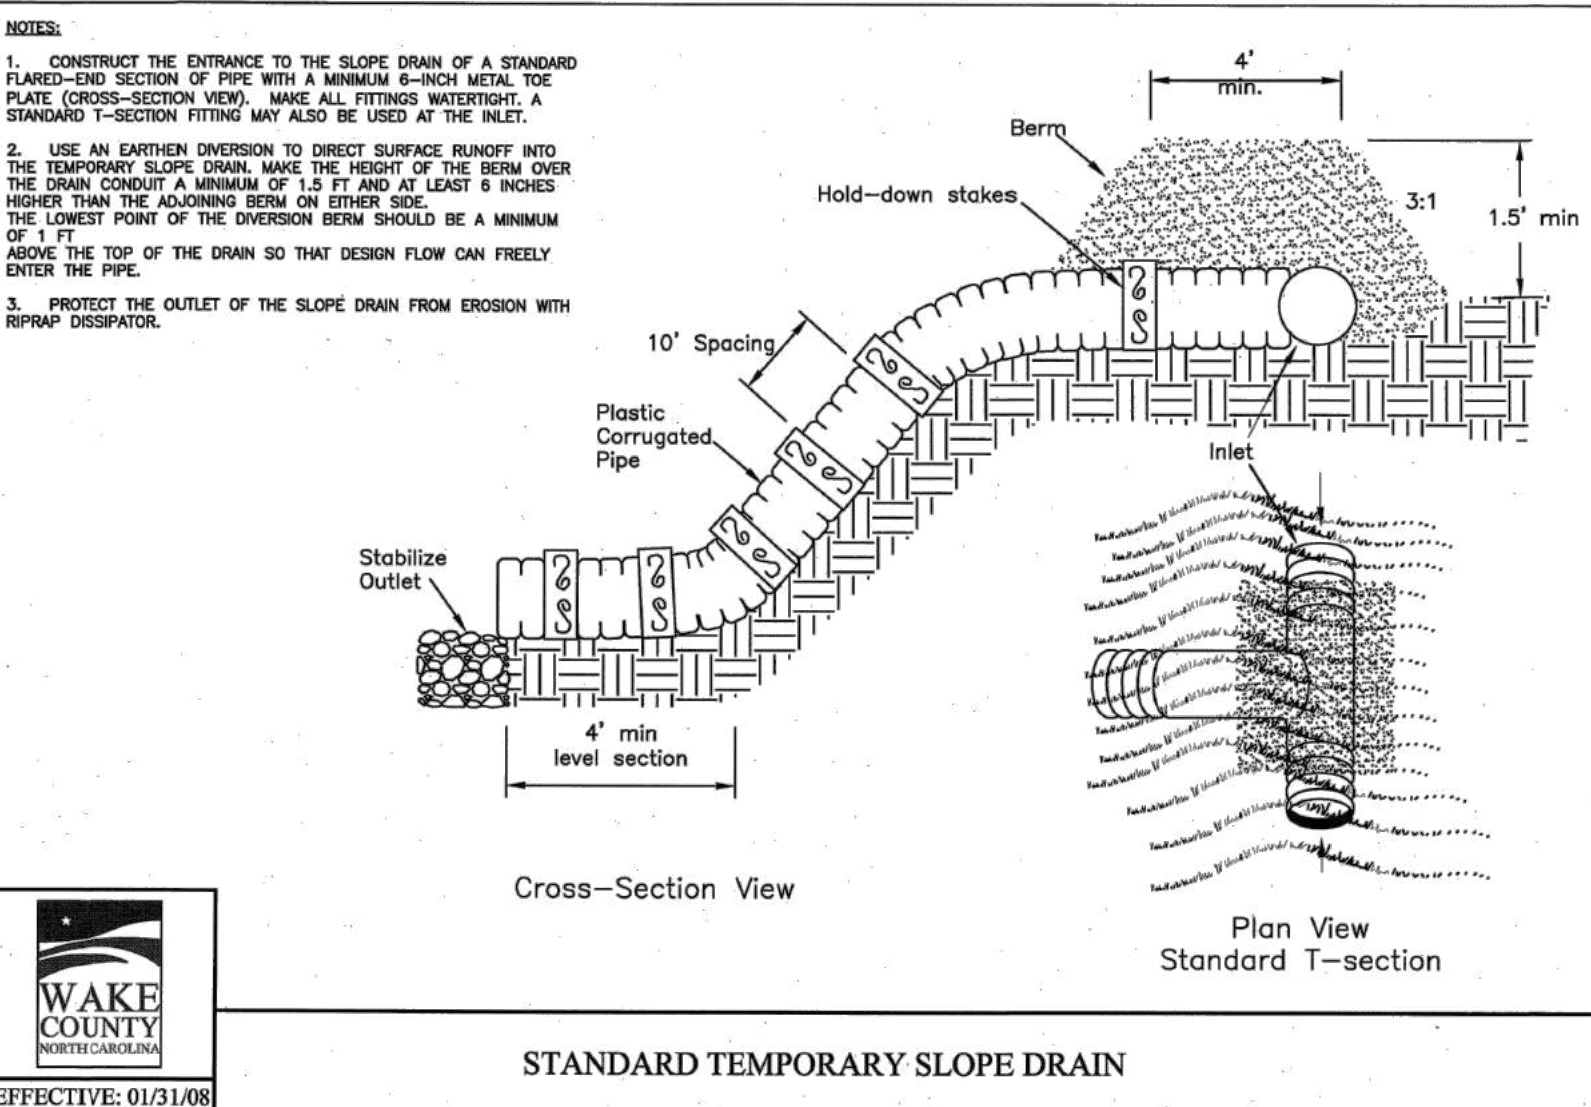 NOTES:
1. CONSTRUCT THE ENTRANCE TO THE SLOPE DRAIN OF A STANDARD
FLARED-END SECTION OF PIPE WITH A MINIMUM 6-INCH METAL TOE
PLATE (CROSS-SECTION VIEW). MAKE ALL FITTINGS WATERTIGHT. A
STANDARD T-SECTION FITTING MAY ALSO BE USED AT THE INLET.
2. USE AN EARTHEN DIVERSION TO DIRECT SURFACE RUNOFF INTO
THE TEMPORARY SLOPE DRAIN. MAKE THE HEIGHT OF THE BERM OVER
THE DRAIN CONDUIT A MINIMUM OF 1.5 FT AND AT LEAST 6 INCHES
HIGHER THAN THE ADJOINING BERM ON EITHER SIDE.
THE LOWEST POINT OF THE DIVERSION BERM SHOULD BE A MINIMUM
OF 1 FT
ABOVE THE TOP OF THE DRAIN SO THAT DESIGN FLOW CAN FREELY
ENTER THE PIPE.
3. PROTECT THE OUTLET OF THE SLOPE DRAIN FROM EROSION WITH
RIPRAP DISSIPATOR.
4'
min.
Berm
Hold-down stakes
3:1
1.5' min
10' Spacing
Plastic
Corrugated
Pipe
Inlet
Stabilize
Outlet
4' min
level section
Cross-Section View
Plan View
Standard T-section
WAKE
COUNTY
NORTH CAROLINA
STANDARD TEMPORARY SLOPE DRAIN
EFFECTIVE: 01/31/08